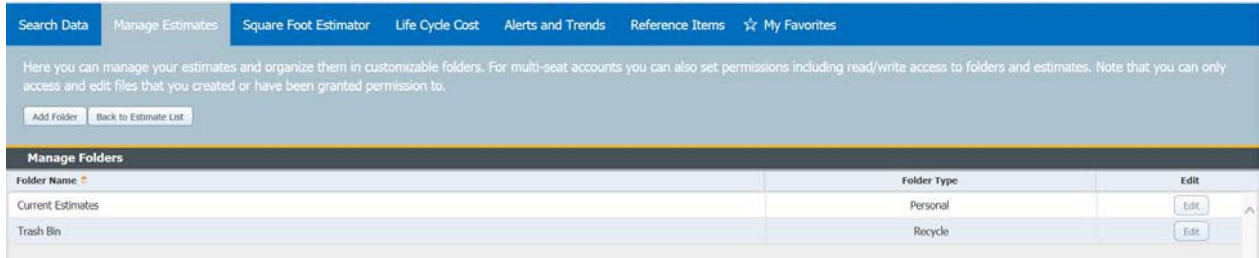 Search Data Manage Estimates Square Foot Estimator Life Cycle Cost Alerts and Trends Reference Items My Favorites
Here you can manage your estimates and organize them in customizable folders. For multi-seat accounts you can also set permissions including read/write access to folders and estimates. Note that you can only
access and edit files that you created or have been granted permission to.
Add Folder Back to Estimate List
Manage Folders
Folder Name Folder Type Edit
Current Estimates Personal Edit
Trash Bin Recycle Edit